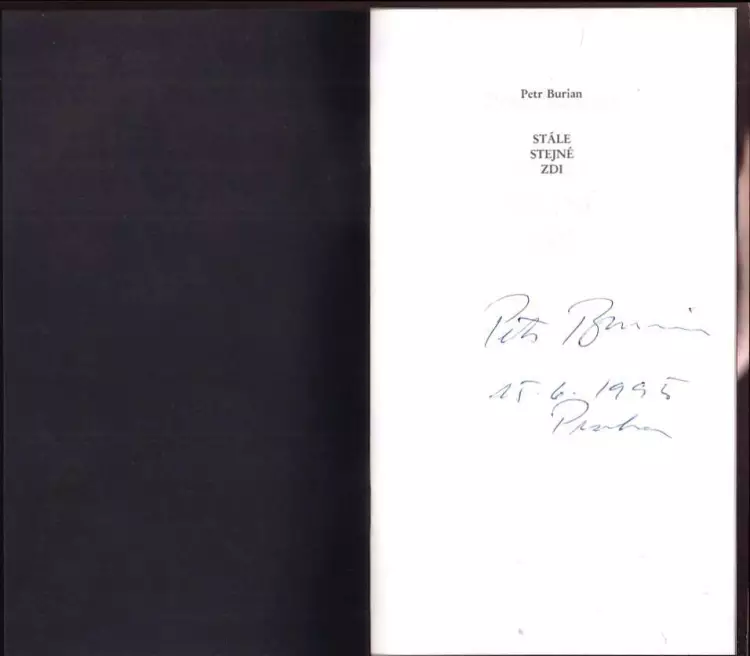 Petr Burian
STÁLE
STEJNÉ
ZDI
Petr Burian
15. 6. 1995
Praha